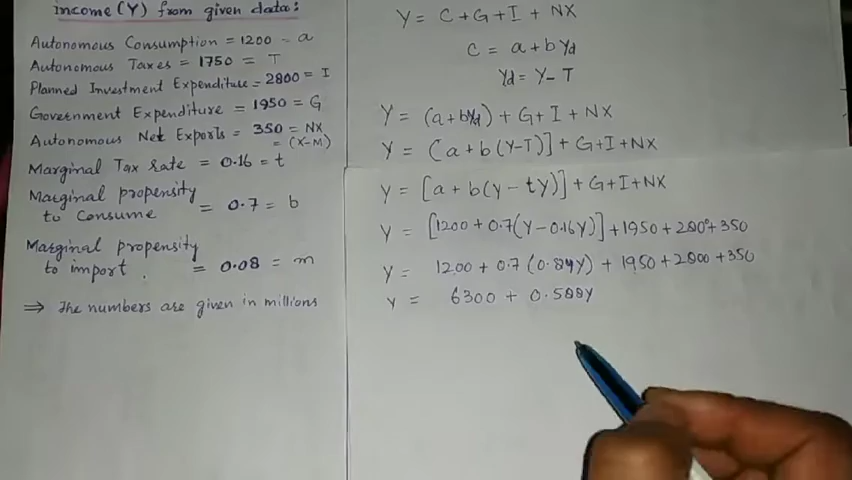 income (Y) from given data:
Autonomous Consumption = 1200 - a
Autonomous Taxes = 1750 = T
Planned Investment Expenditure = 2800 = I
Government Expenditure = 1950 = G
Autonomous Net Exports = 350 = NX
= (X-M)
Marginal Tax rate = 0.16 = t
Marginal propensity
to Consume = 0.7 = b
Marginal propensity
to import. = 0.08 = m
⇒ The numbers are given in millions
Y = C + G + I + NX
C = a + b Yd
Yd = Y - T
Y = (a + bYd) + G + I + NX
Y = (a + b (Y-T)] + G + I + NX
Y = [a + b (Y - tY)] + G + I + NX
Y = [1200 + 0.7(Y - 0.16Y)] + 1950 + 2800 + 350
Y = 1200 + 0.7 (0.84Y) + 1950 + 2800 + 350
Y = 6300 + 0.588Y